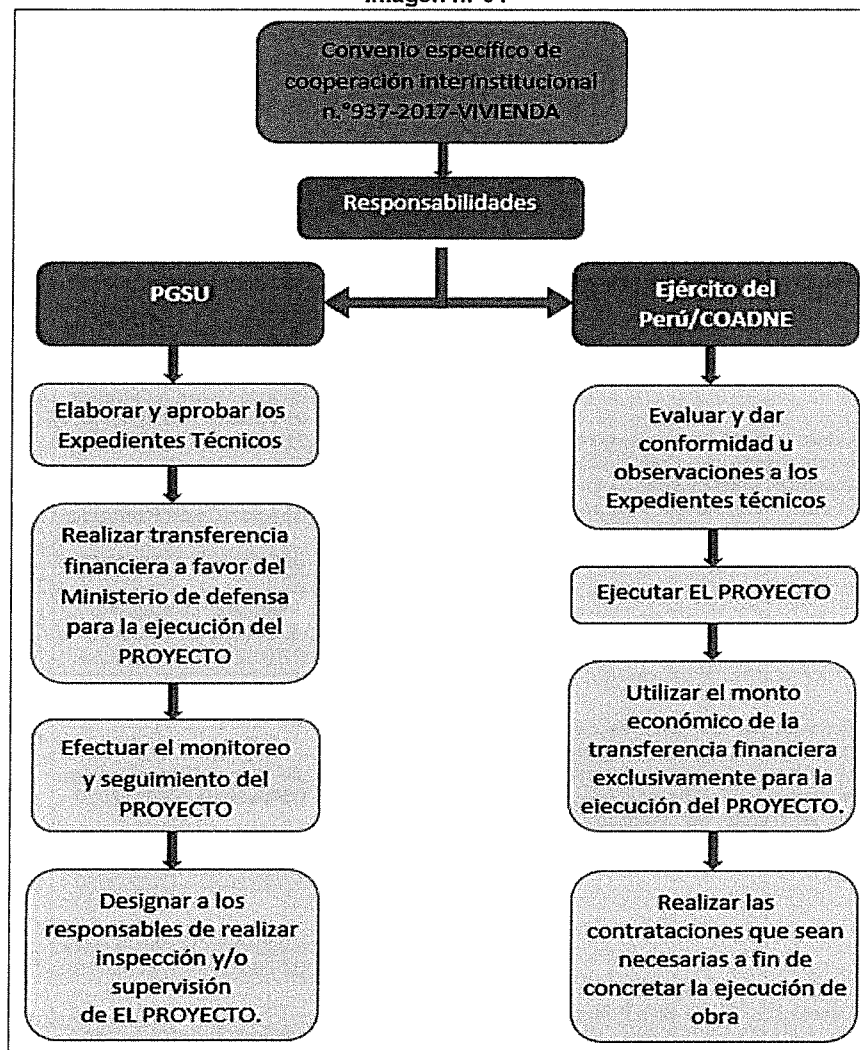 Convenio específico de
cooperación interinstitucional
n.°937-2017-VIVIENDA
Responsabilidades
PGSU
Elaborar y aprobar los
Expedientes Técnicos
Realizar transferencia
financiera a favor del
Ministerio de defensa
para la ejecución del
PROYECTO
Efectuar el monitoreo
y seguimiento del
PROYECTO
Designar a los
responsables de realizar
inspección y/o
supervisión
de EL PROYECTO.
Ejército del
Perú/COADNE
Evaluar y dar
conformidad u
observaciones a los
Expedientes técnicos
Ejecutar EL PROYECTO
Utilizar el monto
económico de la
transferencia financiera
exclusivamente para la
ejecución del PROYECTO.
Realizar las
contrataciones que sean
necesarias a fin de
concretar la ejecución de
obra